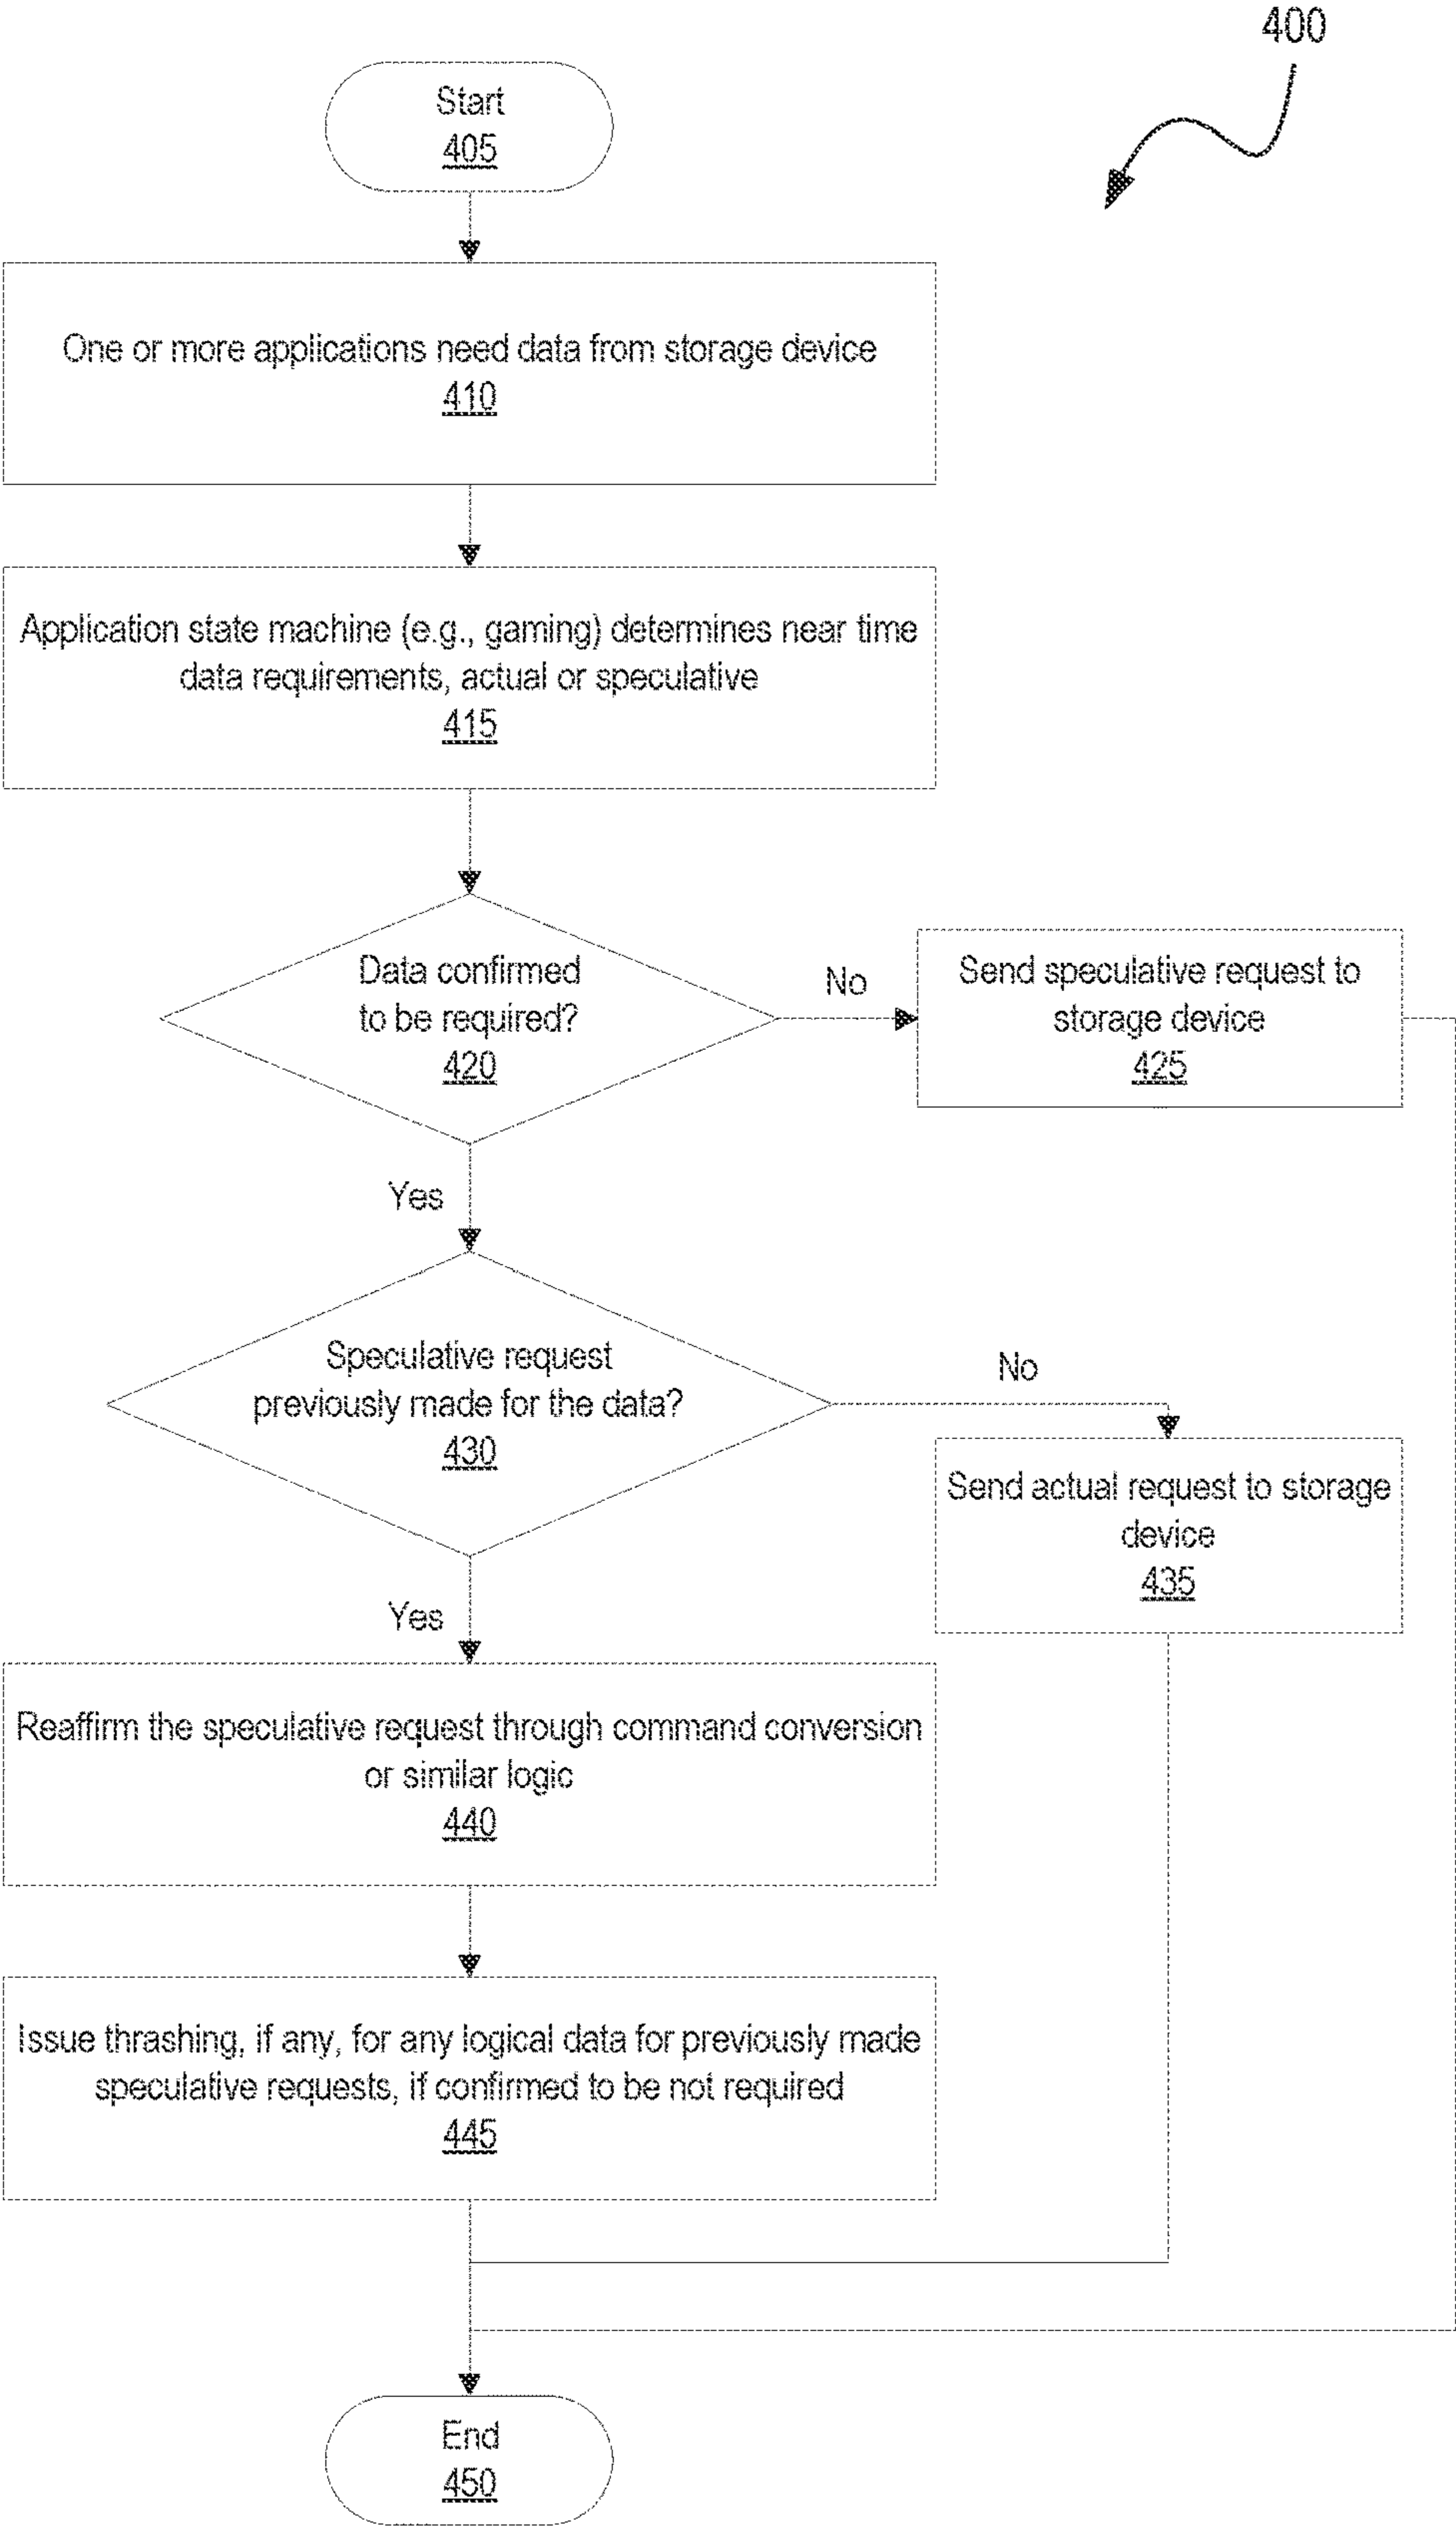 400
Start
405
One or more applications need data from storage device
410
Application state machine (e.g., gaming) determines near time
data requirements, actual or speculative
415
Data confirmed
to be required?
420
No
Send speculative request to
storage device
425
Yes
Speculative request
previously made for the data?
430
No
Send actual request to storage
device
435
Yes
Reaffirm the speculative request through command conversion
or similar logic
440
Issue thrashing, if any, for any logical data for previously made
speculative requests, if confirmed to be not required
445
End
450